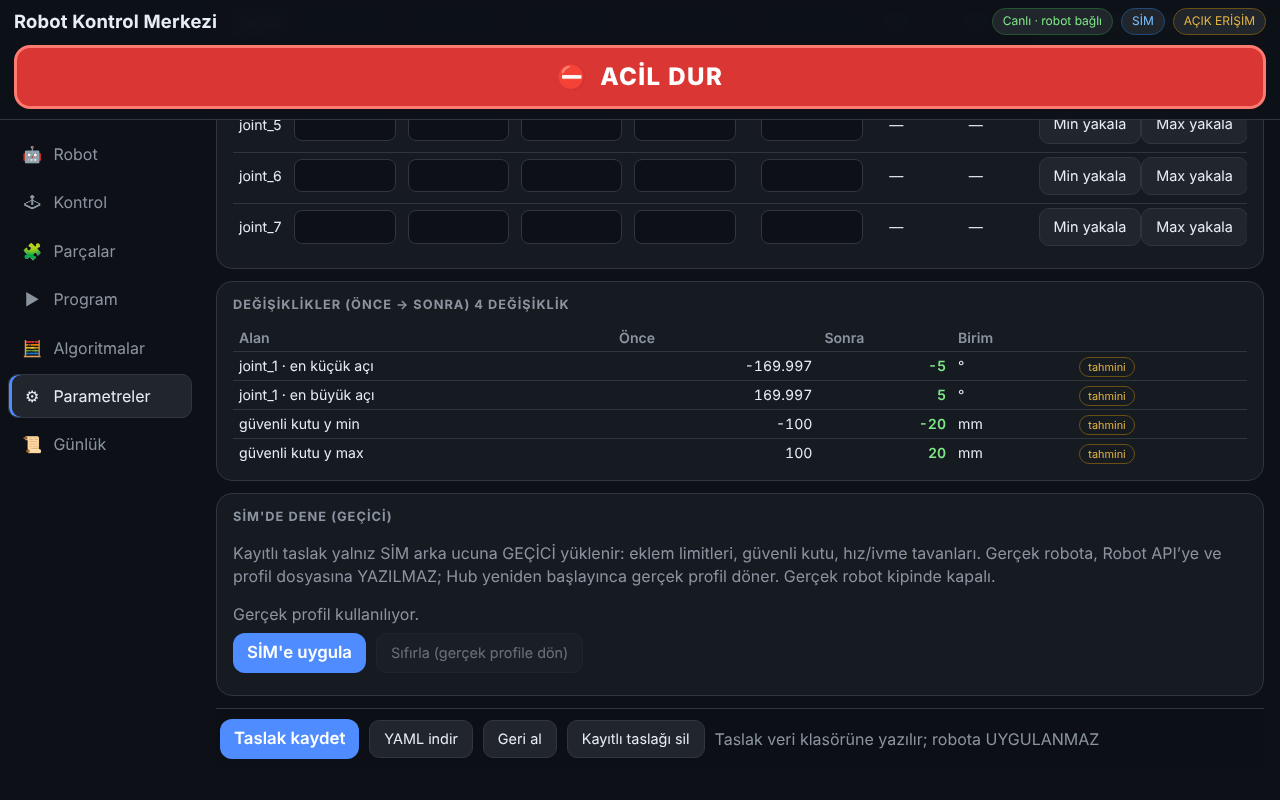 Robot Kontrol Merkezi
Canlı · robot bağlı
SİM
AÇIK ERİŞİM
⛔ ACİL DUR
Robot
Kontrol
Parçalar
Program
Algoritmalar
Parametreler
Günlük
joint_5 — — Min yakala Max yakala
joint_6 — — Min yakala Max yakala
joint_7 — — Min yakala Max yakala
DEĞİŞİKLİKLER (ÖNCE → SONRA) 4 DEĞİŞİKLİK
Alan Önce Sonra Birim
joint_1 · en küçük açı -169.997 -5 ° tahmini
joint_1 · en büyük açı 169.997 5 ° tahmini
güvenli kutu y min -100 -20 mm tahmini
güvenli kutu y max 100 20 mm tahmini
SİM'DE DENE (GEÇİCİ)
Kayıtlı taslak yalnız SİM arka ucuna GEÇİCİ yüklenir: eklem limitleri, güvenli kutu, hız/ivme tavanları. Gerçek robota, Robot API’ye ve
profil dosyasına YAZILMAZ; Hub yeniden başlayınca gerçek profil döner. Gerçek robot kipinde kapalı.
Gerçek profil kullanılıyor.
SİM'e uygula Sıfırla (gerçek profile dön)
Taslak kaydet YAML indir Geri al Kayıtlı taslağı sil Taslak veri klasörüne yazılır; robota UYGULANMAZ